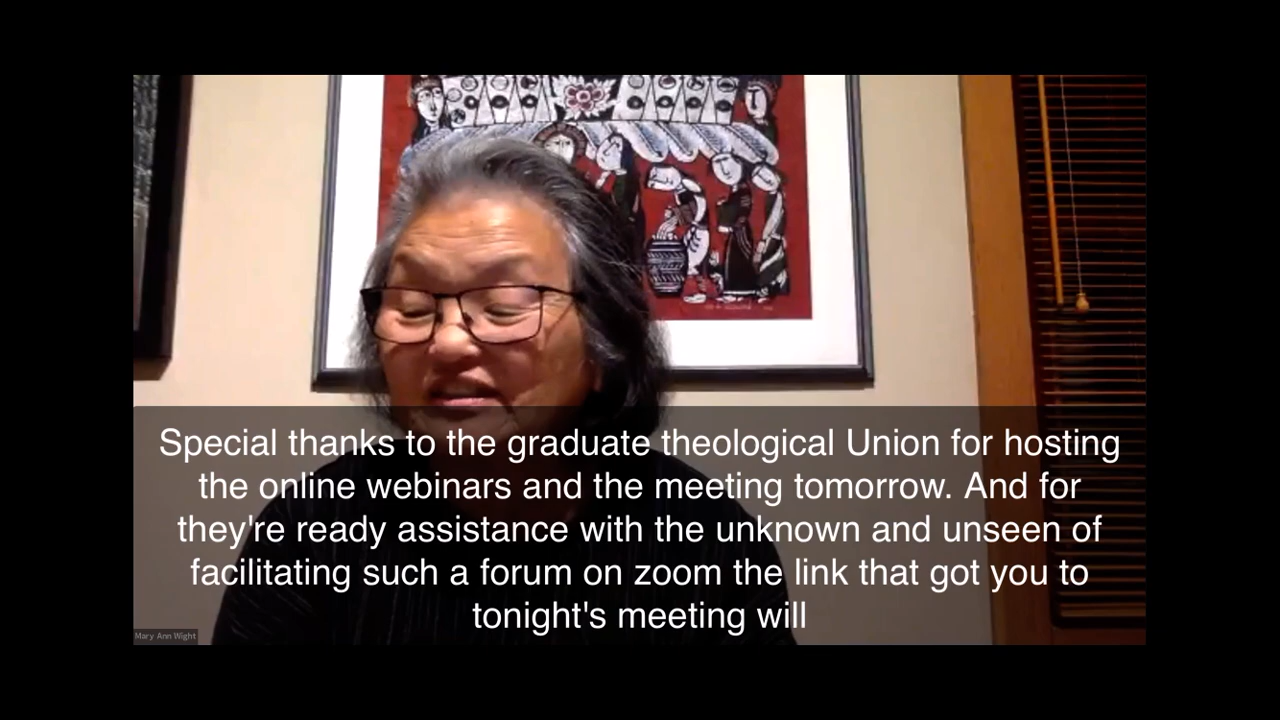 Special thanks to the graduate theological Union for hosting
the online webinars and the meeting tomorrow. And for
they're ready assistance with the unknown and unseen of
facilitating such a forum on zoom the link that got you to
tonight's meeting will
Mary Ann Wight